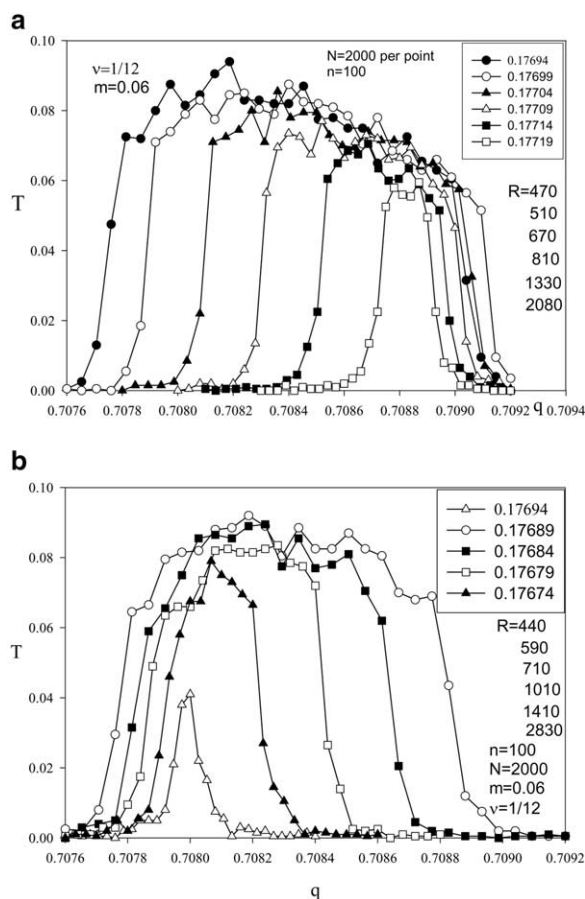 a
0.10
0.08
0.06
0.04
0.02
0.00
T
ν=1/12
m=0.06
N=2000 per point
n=100
0.17694
0.17699
0.17704
0.17709
0.17714
0.17719
R=470
510
670
810
1330
2080
0.7076 0.7078 0.7080 0.7082 0.7084 0.7086 0.7088 0.7090 0.7092 0.7094
q
b
0.10
0.08
0.06
0.04
0.02
0.00
T
0.17694
0.17689
0.17684
0.17679
0.17674
R=440
590
710
1010
1410
2830
n=100
N=2000
m=0.06
ν=1/12
0.7076 0.7078 0.7080 0.7082 0.7084 0.7086 0.7088 0.7090 0.7092
q